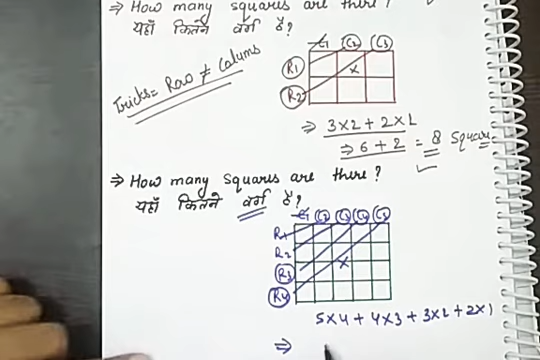 ⇒ How many squares are there?
यहाँ कितने वर्ग है?
Tricks = Row ≠ Colums
C1 C2 C3
R1
R2
×
⇒ 3×2 + 2×1
⇒ 6 + 2 = 8 Square
⇒ How many squares are there?
यहाँ कितने वर्ग है?
C1 C2 C3 C4 C5
R1
R2
R3
×
R4
5×4 + 4×3 + 3×2 + 2×1
⇒